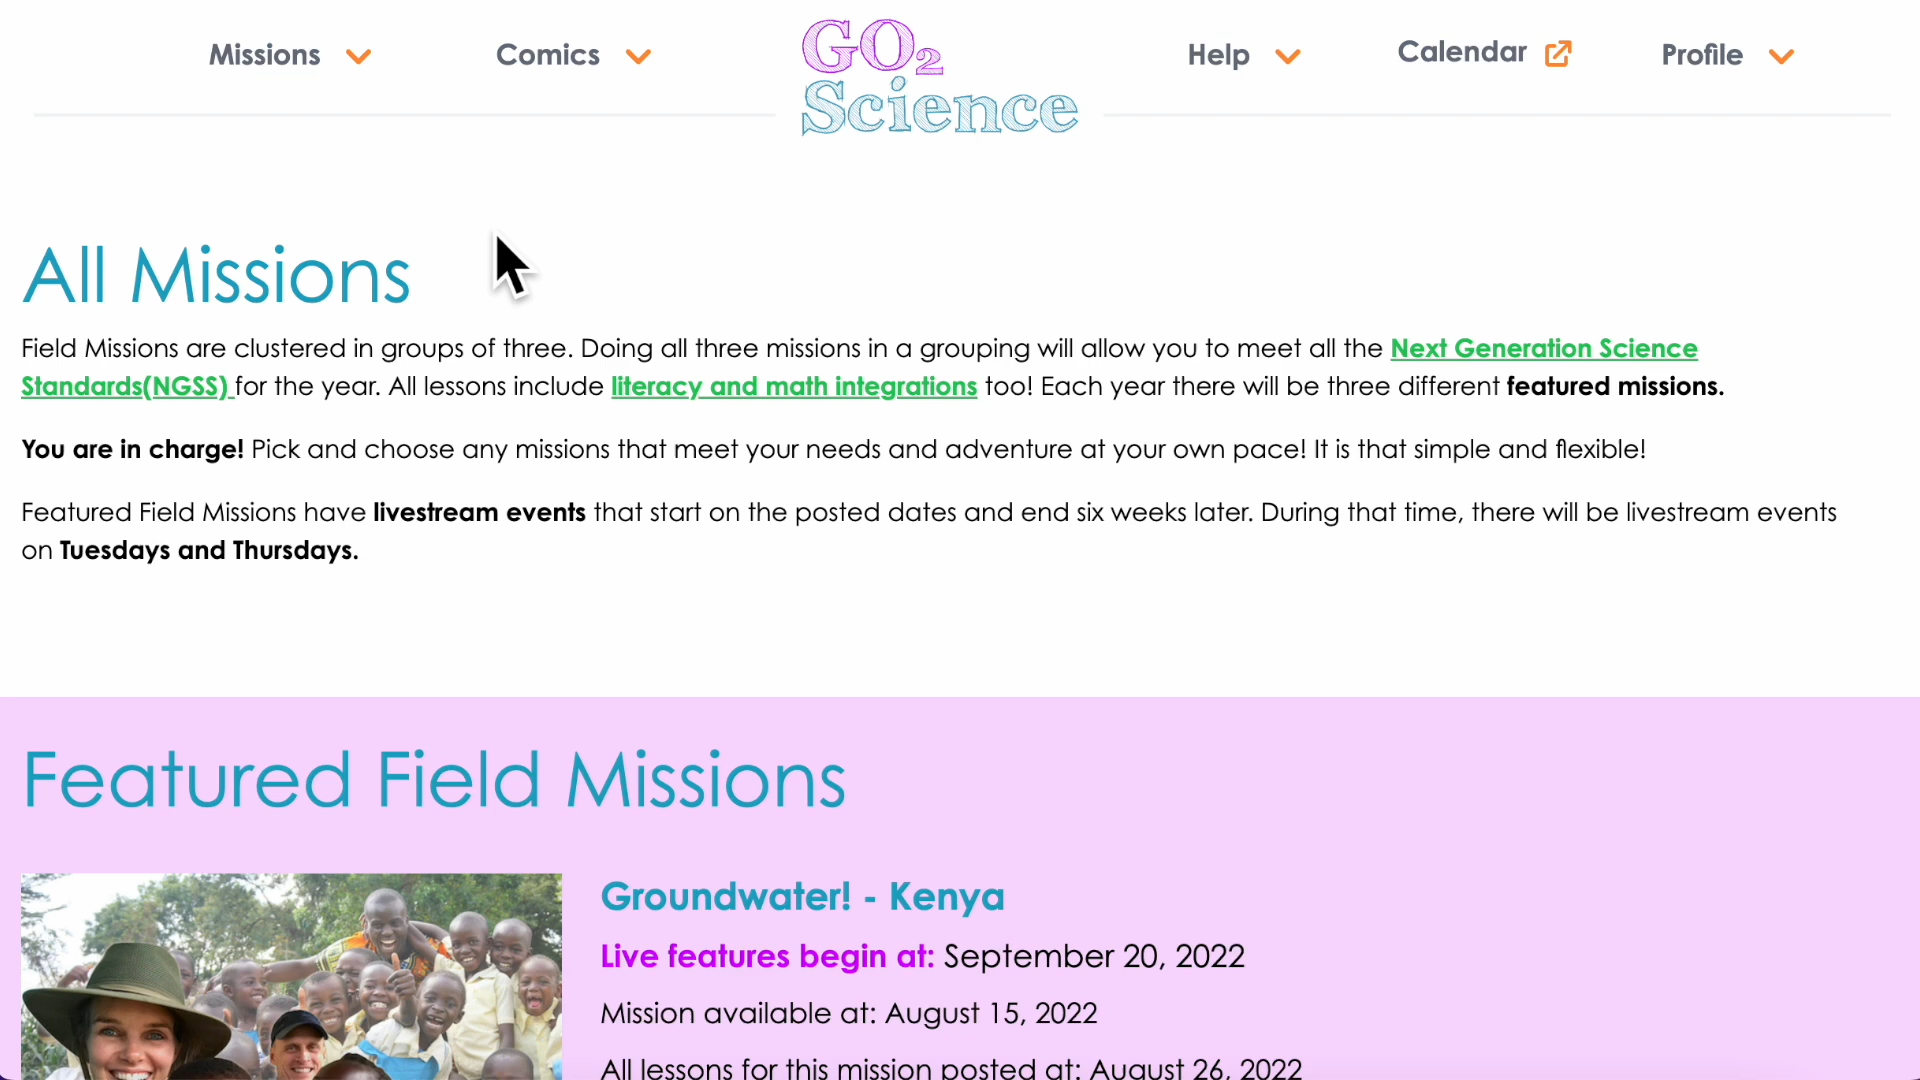 Missions
Comics
GO2
Science
Help
Calendar
Profile
All Missions
Field Missions are clustered in groups of three. Doing all three missions in a grouping will allow you to meet all the Next Generation Science
Standards(NGSS) for the year. All lessons include literacy and math integrations too! Each year there will be three different featured missions.
You are in charge! Pick and choose any missions that meet your needs and adventure at your own pace! It is that simple and flexible!
Featured Field Missions have livestream events that start on the posted dates and end six weeks later. During that time, there will be livestream events
on Tuesdays and Thursdays.
Featured Field Missions
Groundwater! - Kenya
Live features begin at: September 20, 2022
Mission available at: August 15, 2022
All lessons for this mission posted at: August 26, 2022